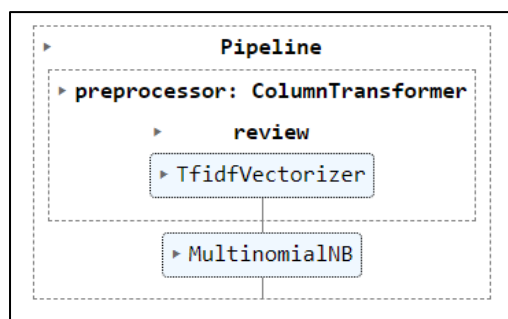 Pipeline
preprocessor: ColumnTransformer
review
TfidfVectorizer
MultinomialNB